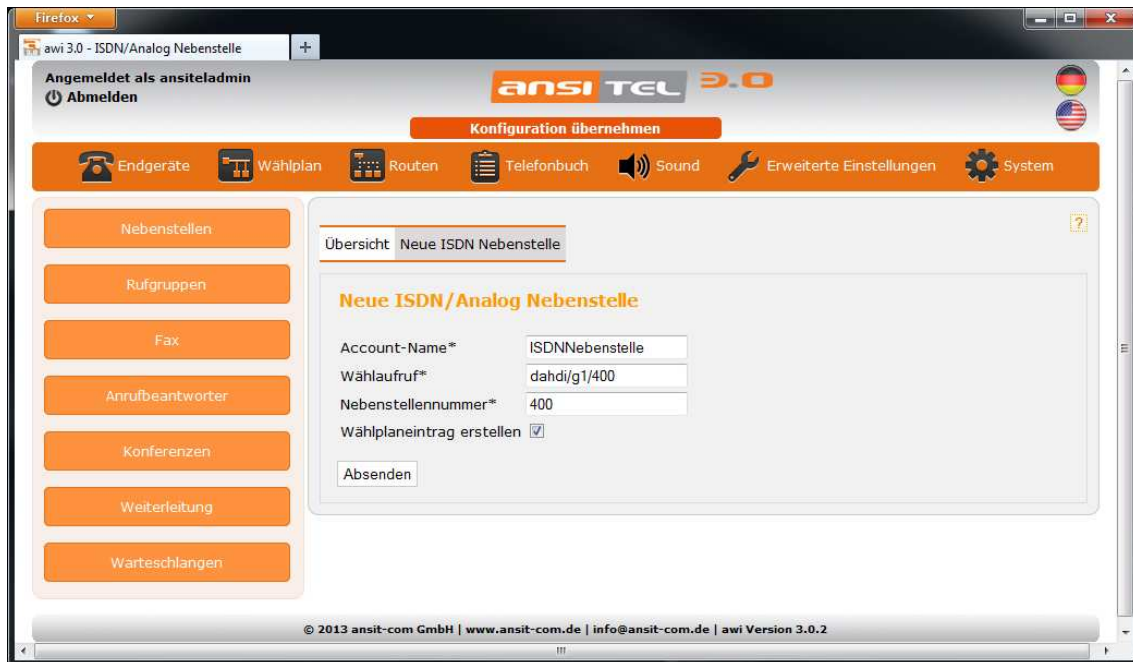 Firefox
awi 3.0 - ISDN/Analog Nebenstelle
Angemeldet als ansiteladmin
Abmelden
ansi TEL 3.0
Konfiguration übernehmen
Endgeräte
Wählplan
Routen
Telefonbuch
Sound
Erweiterte Einstellungen
System
Nebenstellen
Rufgruppen
Fax
Anrufbeantworter
Konferenzen
Weiterleitung
Warteschlangen
?
Übersicht
Neue ISDN Nebenstelle
Neue ISDN/Analog Nebenstelle
Account-Name* ISDNNebenstelle
Wählaufruf* dahdi/g1/400
Nebenstellennummer* 400
Wählplaneintrag erstellen
Absenden
© 2013 ansit-com GmbH | www.ansit-com.de | info@ansit-com.de | awi Version 3.0.2